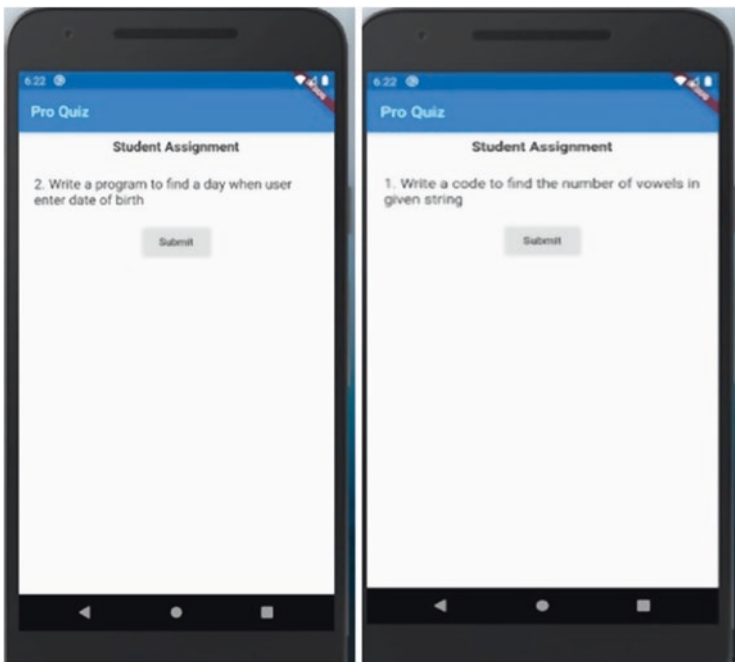 6:22
Pro Quiz
Student Assignment
2. Write a program to find a day when user
enter date of birth
Submit
6:22
Pro Quiz
Student Assignment
1. Write a code to find the number of vowels in
given string
Submit